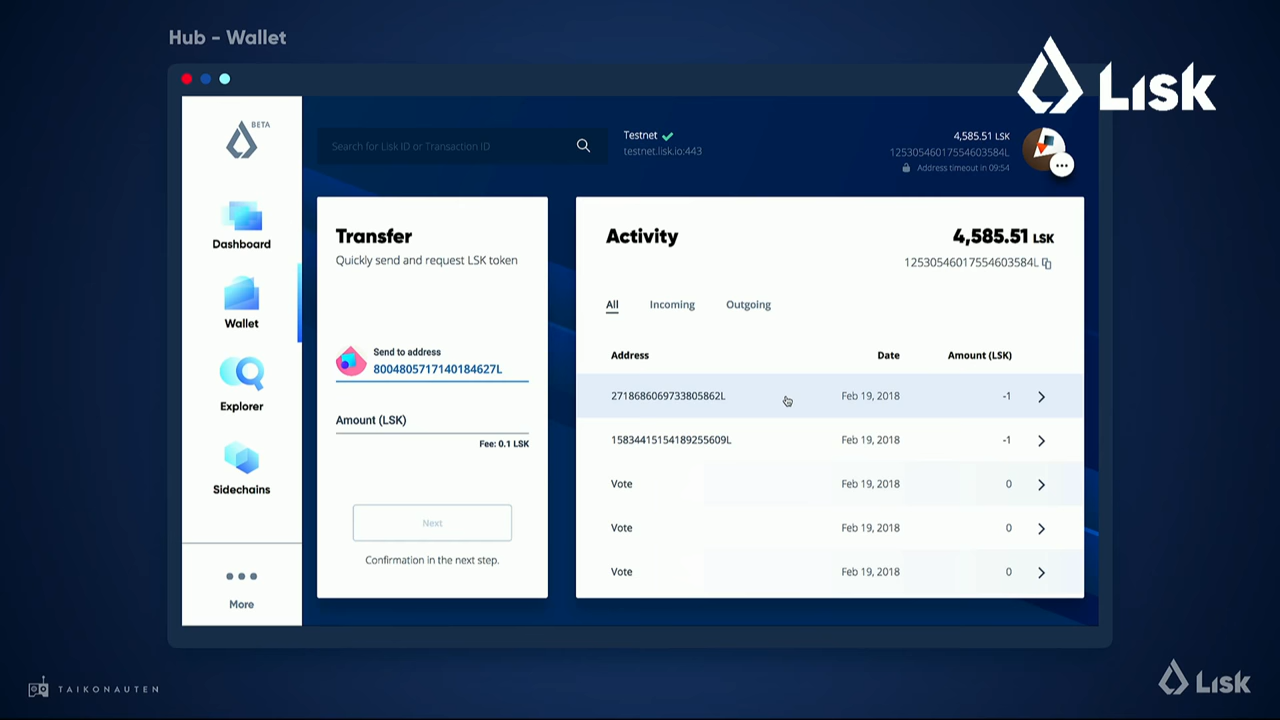 Hub - Wallet
Lisk
BETA
Search for Lisk ID or Transaction ID
Testnet
testnet.lisk.io:443
4,585.51 LSK
12530546017554603584L
Address timeout in 09:54
Dashboard
Wallet
Explorer
Sidechains
More
Transfer
Quickly send and request LSK token
Send to address
8004805717140184627L
Amount (LSK)
Fee: 0.1 LSK
Next
Confirmation in the next step.
Activity
4,585.51 LSK
12530546017554603584L
All Incoming Outgoing
Address Date Amount (LSK)
2718686069733805862L Feb 19, 2018 -1
15834415154189255609L Feb 19, 2018 -1
Vote Feb 19, 2018 0
Vote Feb 19, 2018 0
Vote Feb 19, 2018 0
TAIKONAUTEN
Lisk